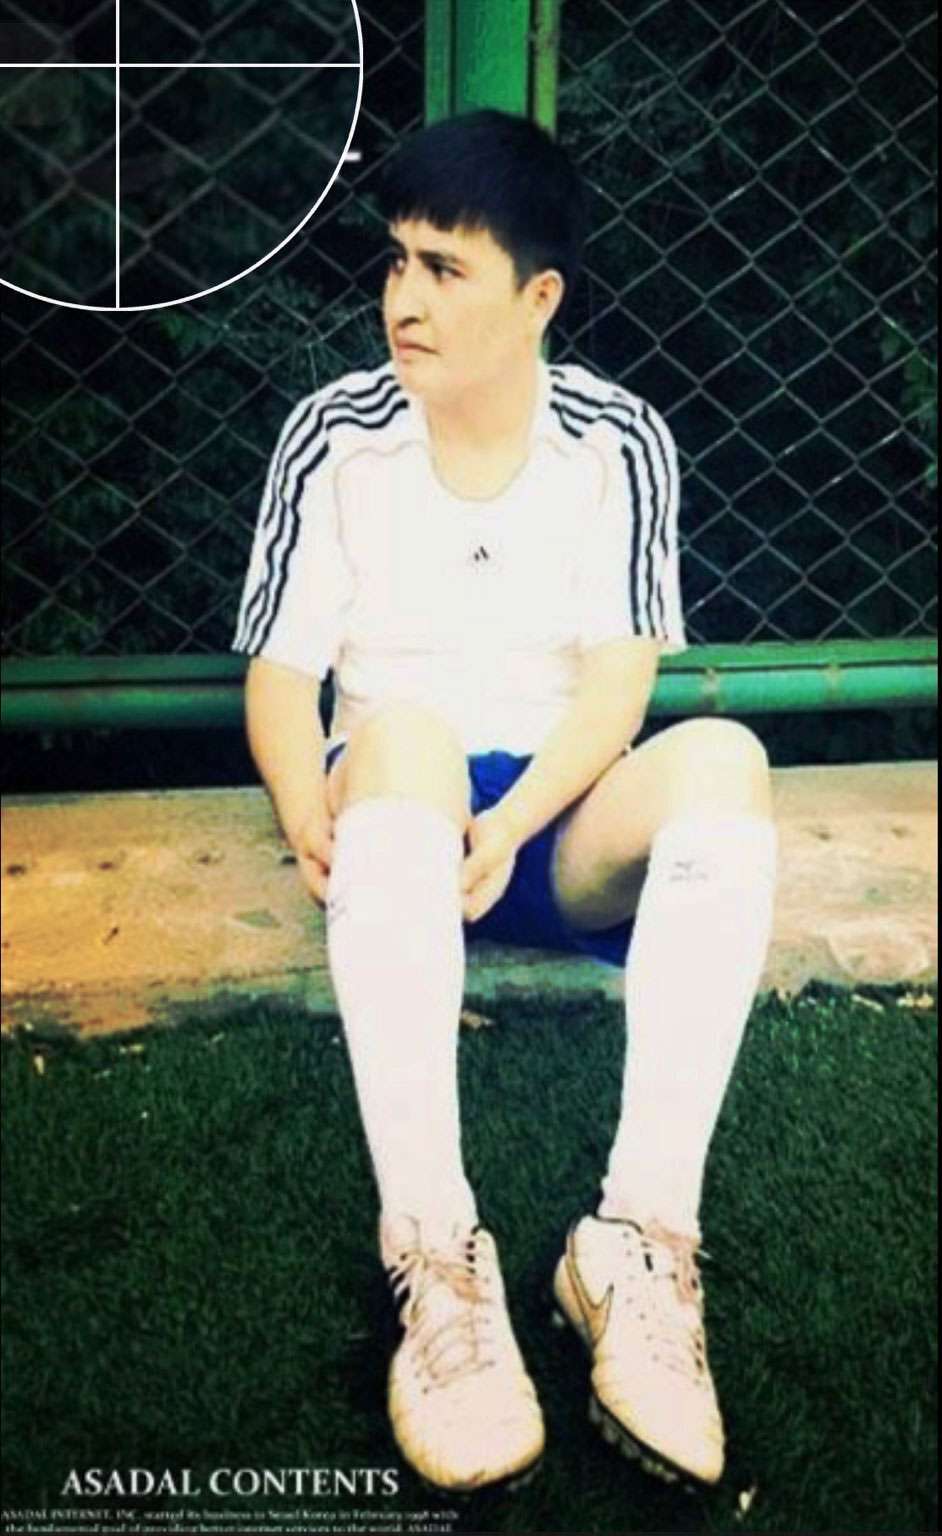 ASADAL CONTENTS
ASADAL INTERNET, INC. started its business in Seoul Korea in February 1998 with
the fundamental goal of providing better internet services to the world. ASADAL